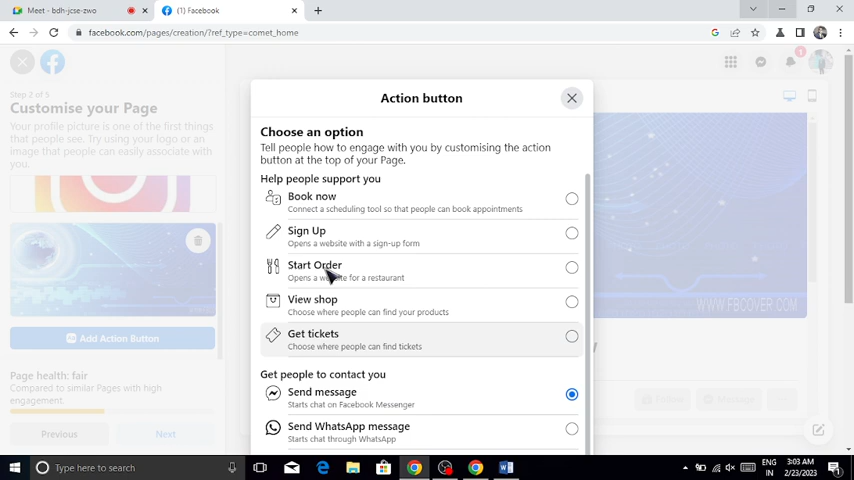 Meet - bdh-jcse-zwo
(1) Facebook
facebook.com/pages/creation/?ref_type=comet_home
Step 2 of 5
Customise your Page
Your profile picture is one of the first things
that people see. Try using your logo or an
image that people can easily associate with
you.
Add Action Button
Page health: fair
Compared to similar Pages with high
engagement.
Previous
Next
Action button
Choose an option
Tell people how to engage with you by customising the action
button at the top of your Page.
Help people support you
Book now
Connect a scheduling tool so that people can book appointments
Sign Up
Opens a website with a sign-up form
Start Order
Opens a website for a restaurant
View shop
Choose where people can find your products
Get tickets
Choose where people can find tickets
Get people to contact you
Send message
Starts chat on Facebook Messenger
Send WhatsApp message
Starts chat through WhatsApp
1
WWW.FBCOVER.COM
Follow
Message
Type here to search
ENG
IN
3:03 AM
2/23/2023